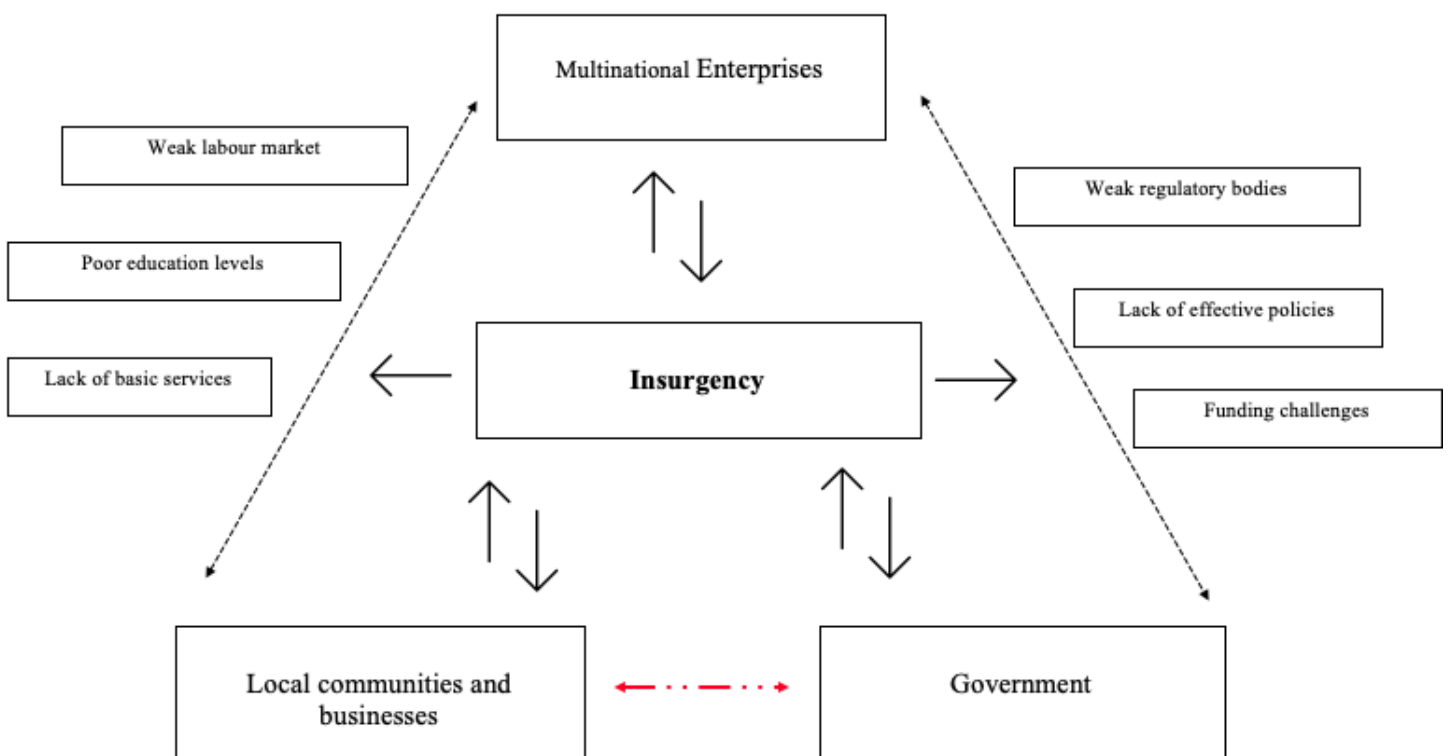 Multinational Enterprises
Weak labour market
Weak regulatory bodies
Poor education levels
Lack of effective policies
Lack of basic services
Insurgency
Funding challenges
Local communities and
businesses
Government